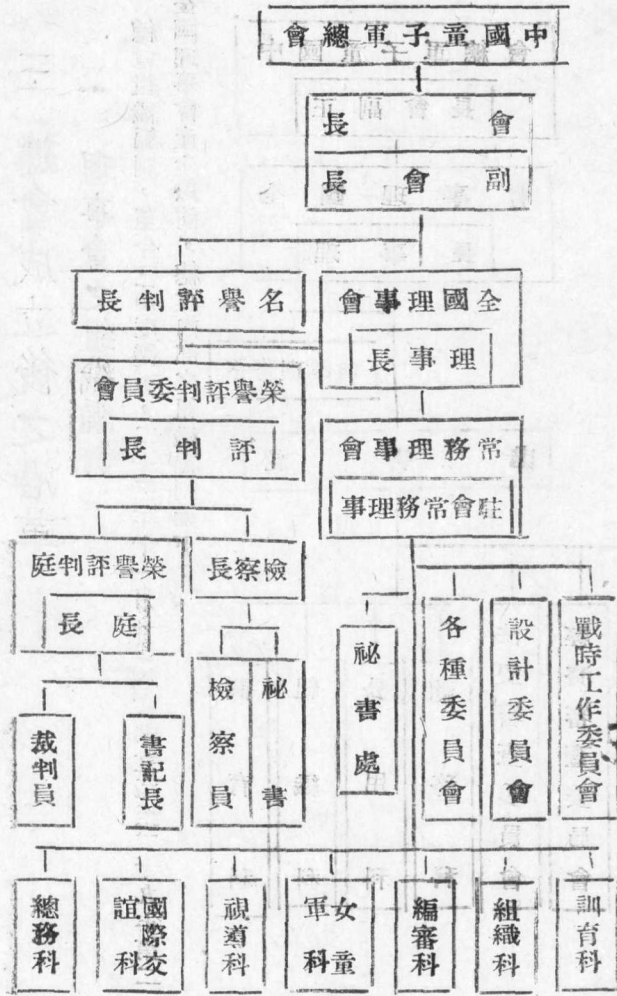 中國童子軍總會
會長
副會長
全國理事會
理事長
名譽評判長
榮譽評判委員會
評判長
常務理事會
駐會常務理事
檢察長
榮譽評判庭
庭長
戰時工作委員會
設計委員會
各種委員會
祕書處
祕書
檢察員
書記長
裁判員
訓育科
組織科
編審科
女童軍科
視導科
國際交誼科
總務科